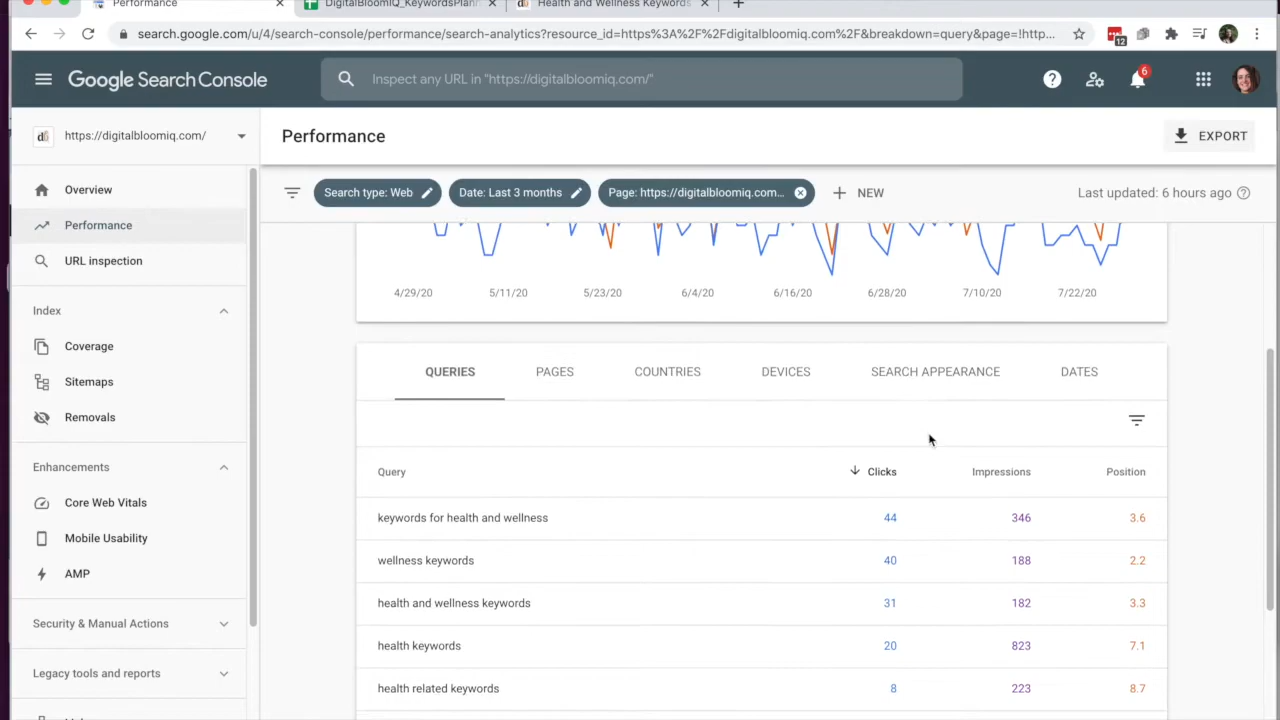 Performance
DigitalBloomIQ_KeywordsPlann
Health and Wellness Keywords
search.google.com/u/4/search-console/performance/search-analytics?resource_id=https%3A%2F%2Fdigitalbloomiq.com%2F&breakdown=query&page=!http...
12
Google Search Console
Inspect any URL in "https://digitalbloomiq.com/"
6
https://digitalbloomiq.com/
Performance
EXPORT
Search type: Web
Date: Last 3 months
Page: https://digitalbloomiq.com...
NEW
Last updated: 6 hours ago
Overview
Performance
URL inspection
Index
Coverage
Sitemaps
Removals
Enhancements
Core Web Vitals
Mobile Usability
AMP
Security & Manual Actions
Legacy tools and reports
4/29/20 5/11/20 5/23/20 6/4/20 6/16/20 6/28/20 7/10/20 7/22/20
QUERIES PAGES COUNTRIES DEVICES SEARCH APPEARANCE DATES
Query Clicks Impressions Position
keywords for health and wellness 44 346 3.6
wellness keywords 40 188 2.2
health and wellness keywords 31 182 3.3
health keywords 20 823 7.1
health related keywords 8 223 8.7